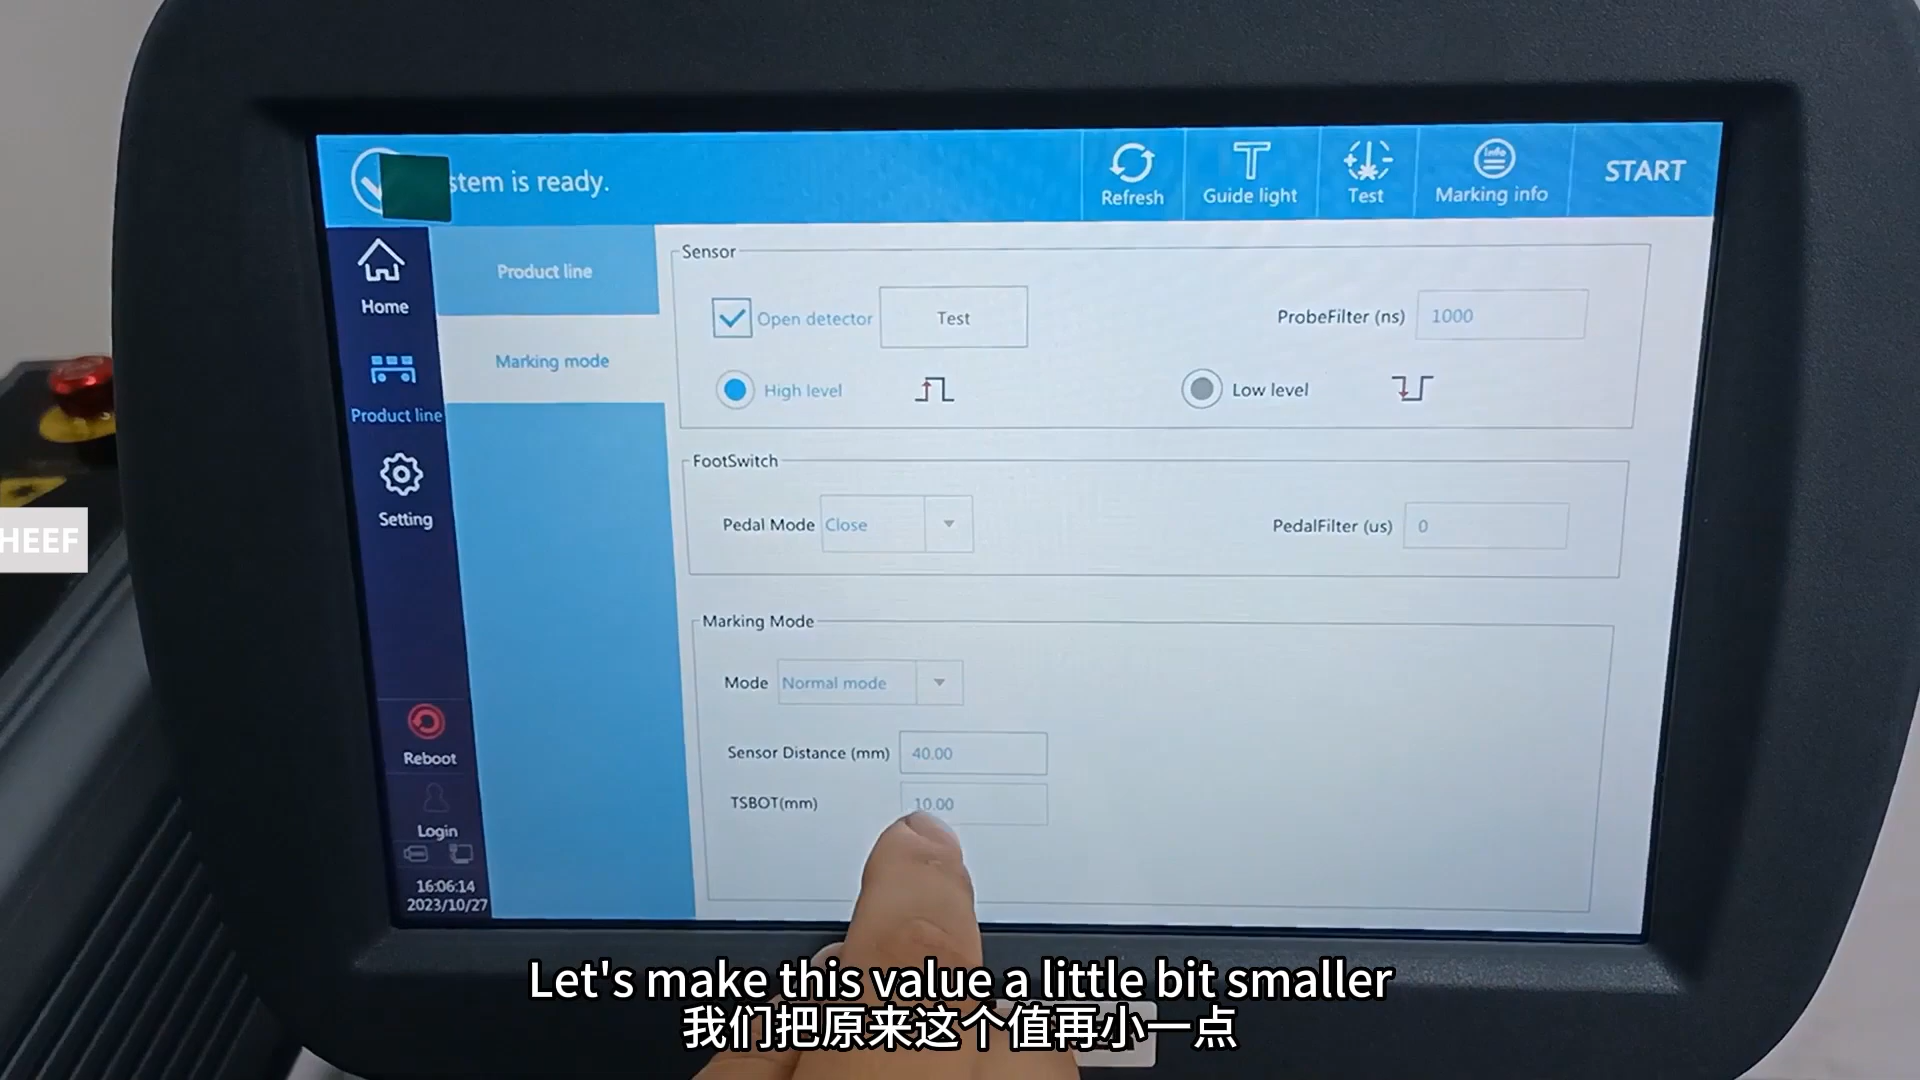 stem is ready.
Refresh
Guide light
Test
Info
Marking info
START
Home
Product line
Setting
Reboot
Login
16:06:14
2023/10/27
Product line
Marking mode
Sensor
Open detector
Test
ProbeFilter (ns)
1000
High level
Low level
FootSwitch
Pedal Mode
Close
PedalFilter (us)
0
Marking Mode
Mode
Normal mode
Sensor Distance (mm)
40.00
TSBOT(mm)
10.00
HEEF
Let's make this value a little bit smaller
我们把原来这个值再小一点